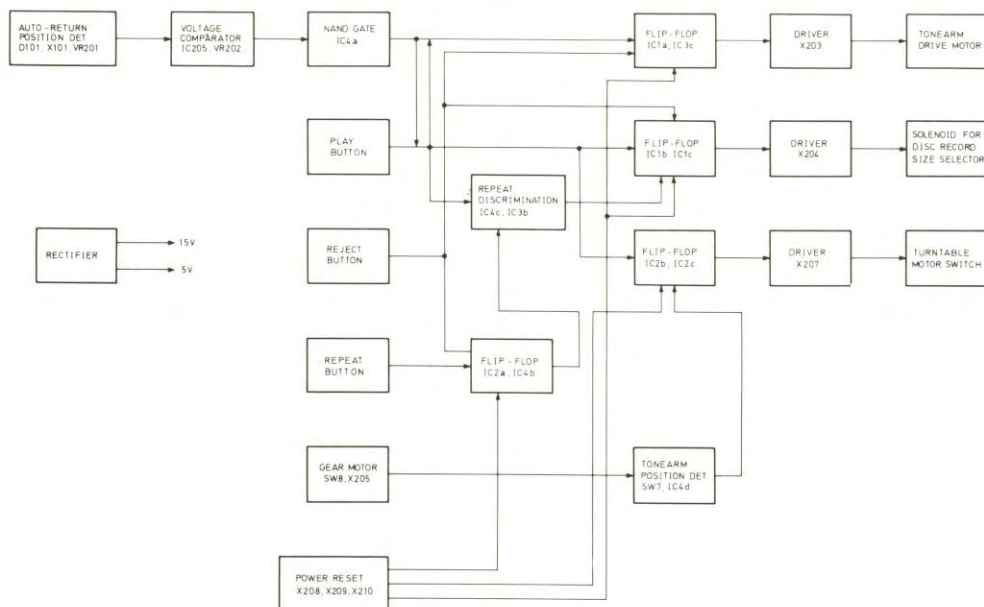 AUTO-RETURN
POSITION DET
D101, X101, VR201
VOLTAGE
COMPARATOR
IC205, VR202
NAND GATE
IC4a
FLIP-FLOP
IC1a, IC3c
DRIVER
X203
TONEARM
DRIVE MOTOR
PLAY
BUTTON
FLIP-FLOP
IC1b, IC1c
DRIVER
X204
SOLENOID FOR
DISC RECORD
SIZE SELECTOR
REPEAT
DISCRIMINATION
IC4c, IC3b
RECTIFIER
15V
5V
REJECT
BUTTON
FLIP-FLOP
IC2b, IC2c
DRIVER
X207
TURNTABLE
MOTOR SWITCH
REPEAT
BUTTON
FLIP-FLOP
IC2a, IC4b
GEAR MOTOR
SW8, X205
TONEARM
POSITION DET.
SW7, IC4d
POWER RESET
X208, X209, X210